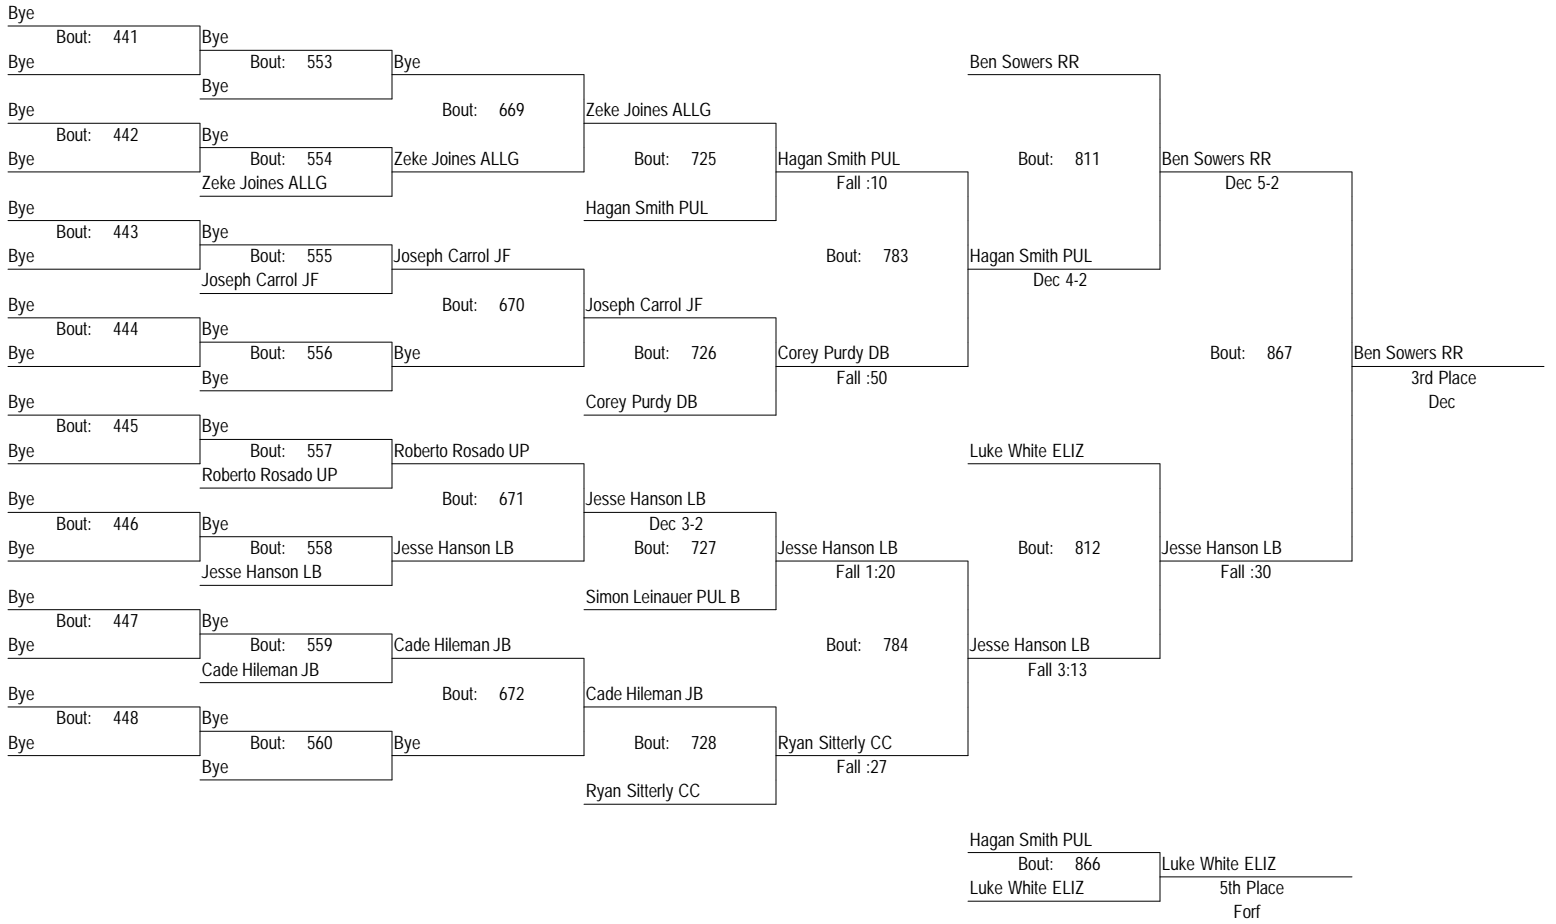 Bye
Bout: 441
Bye
Bye
Bout: 442
Bye
Bye
Bout: 443
Bye
Bye
Bout: 444
Bye
Bye
Bout: 445
Bye
Bye
Bout: 446
Bye
Bye
Bout: 447
Bye
Bye
Bout: 448
Bye
Bye
Bout: 553
Bye
Bye
Bout: 554
Zeke Joines ALLG
Bye
Bout: 555
Joseph Carrol JF
Bye
Bout: 556
Bye
Bye
Bout: 557
Roberto Rosado UP
Bye
Bout: 558
Jesse Hanson LB
Bye
Bout: 559
Cade Hileman JB
Bye
Bout: 560
Bye
Bye
Bout: 669
Zeke Joines ALLG
Joseph Carrol JF
Bout: 670
Bye
Roberto Rosado UP
Bout: 671
Jesse Hanson LB
Cade Hileman JB
Bout: 672
Bye
Zeke Joines ALLG
Bout: 725
Hagan Smith PUL
Joseph Carrol JF
Bout: 726
Corey Purdy DB
Jesse Hanson LB
Dec 3-2
Bout: 727
Simon Leinauer PUL B
Cade Hileman JB
Bout: 728
Ryan Sitterly CC
Hagan Smith PUL
Fall :10
Bout: 783
Corey Purdy DB
Fall :50
Jesse Hanson LB
Fall 1:20
Bout: 784
Ryan Sitterly CC
Fall :27
Ben Sowers RR
Bout: 811
Hagan Smith PUL
Dec 4-2
Luke White ELIZ
Bout: 812
Jesse Hanson LB
Fall 3:13
Ben Sowers RR
Dec 5-2
Bout: 867
Jesse Hanson LB
Fall :30
Ben Sowers RR
3rd Place
Dec
Hagan Smith PUL
Bout: 866
Luke White ELIZ
Luke White ELIZ
5th Place
Forf